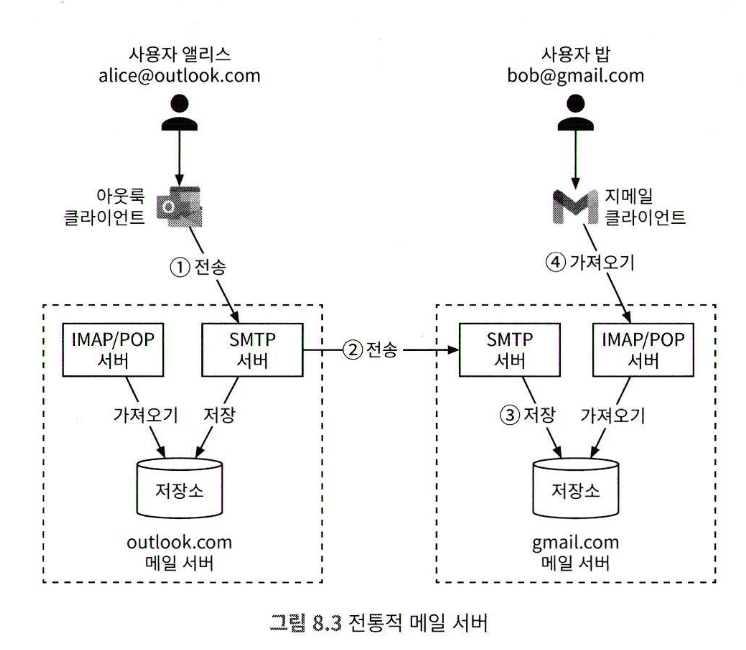 사용자 앨리스
alice@outlook.com
사용자 밥
bob@gmail.com
아웃룩
클라이언트
지메일
클라이언트
① 전송
④ 가져오기
IMAP/POP
서버
SMTP
서버
② 전송
SMTP
서버
IMAP/POP
서버
가져오기
저장
③ 저장
가져오기
저장소
저장소
outlook.com
메일 서버
gmail.com
메일 서버
그림 8.3 전통적 메일 서버